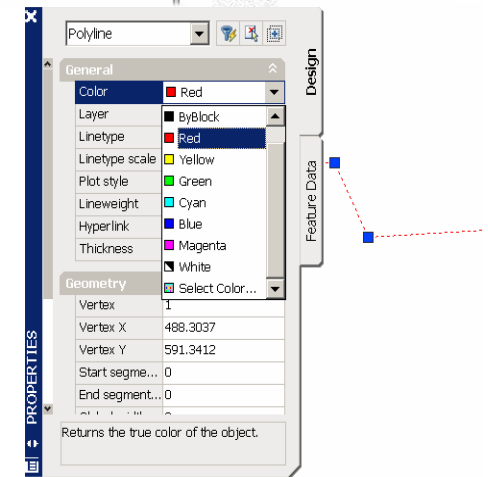 Polyline
General
Color Red
Layer
Linetype
Linetype scale
Plot style
Lineweight
Hyperlink
Thickness
ByBlock
Red
Yellow
Green
Cyan
Blue
Magenta
White
Select Color...
Geometry
Vertex 1
Vertex X 488.3037
Vertex Y 591.3412
Start segme... 0
End segment... 0
Returns the true color of the object.
PROPERTIES
Design
Feature Data